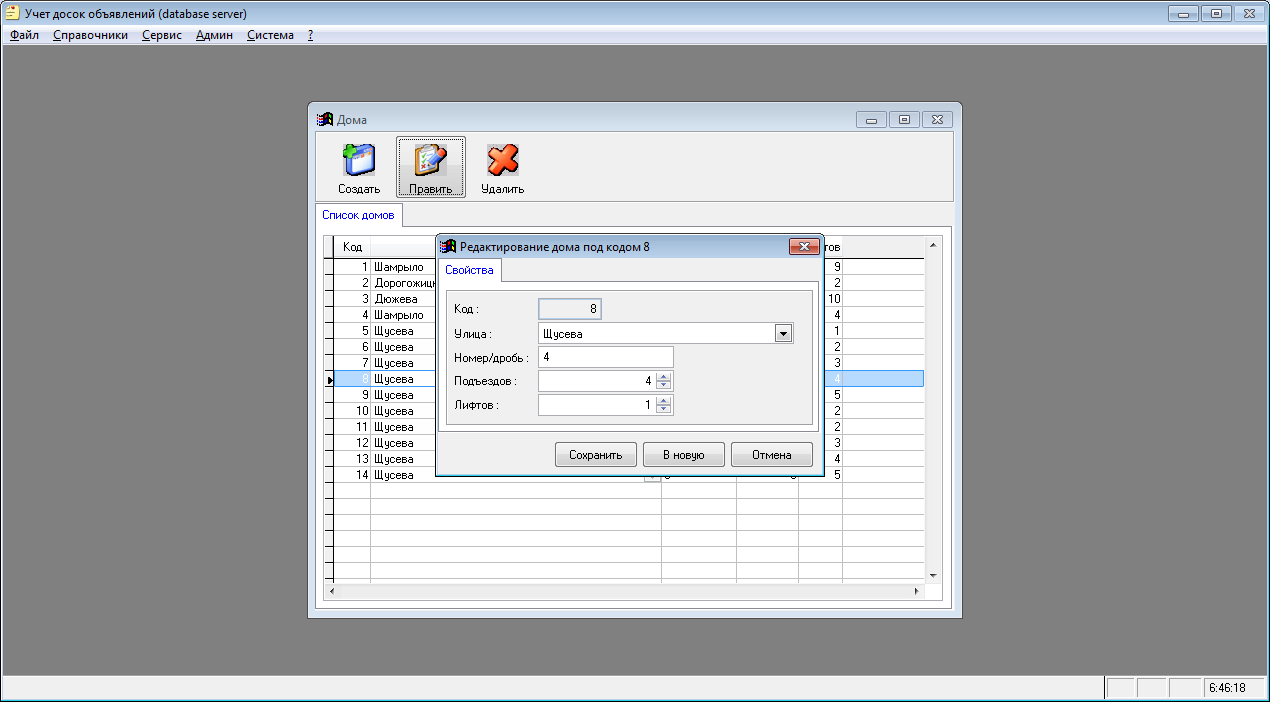 Учет досок объявлений (database server)
Файл Справочники Сервис Админ Система ?
Дома
Создать Править Удалить
Список домов
Код тов
1 Шамрыло 9
2 Дорогожиц 2
3 Дюжева 10
4 Шамрыло 4
5 Щусева 1
6 Щусева 2
7 Щусева 3
8 Щусева 4
9 Щусева 5
10 Щусева 2
11 Щусева 2
12 Щусева 3
13 Щусева 4
14 Щусева 5
Редактирование дома под кодом 8
Свойства
Код : 8
Улица : Щусева
Номер/дробь : 4
Подъездов : 4
Лифтов : 1
Сохранить В новую Отмена
6:46:18